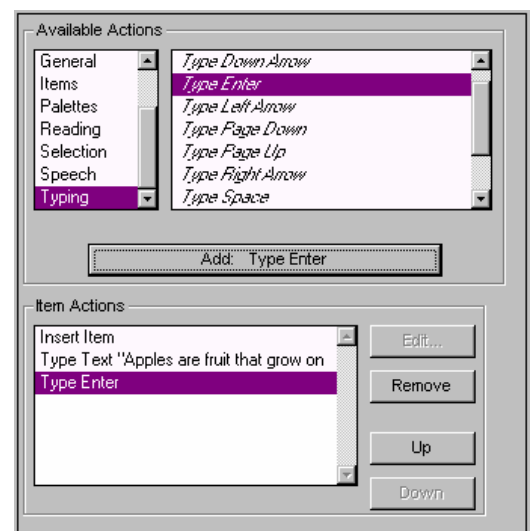 Available Actions
General
Items
Palettes
Reading
Selection
Speech
Typing
Type Down Arrow
Type Enter
Type Left Arrow
Type Page Down
Type Page Up
Type Right Arrow
Type Space
Add: Type Enter
Item Actions
Insert Item
Type Text "Apples are fruit that grow on
Type Enter
Edit...
Remove
Up
Down